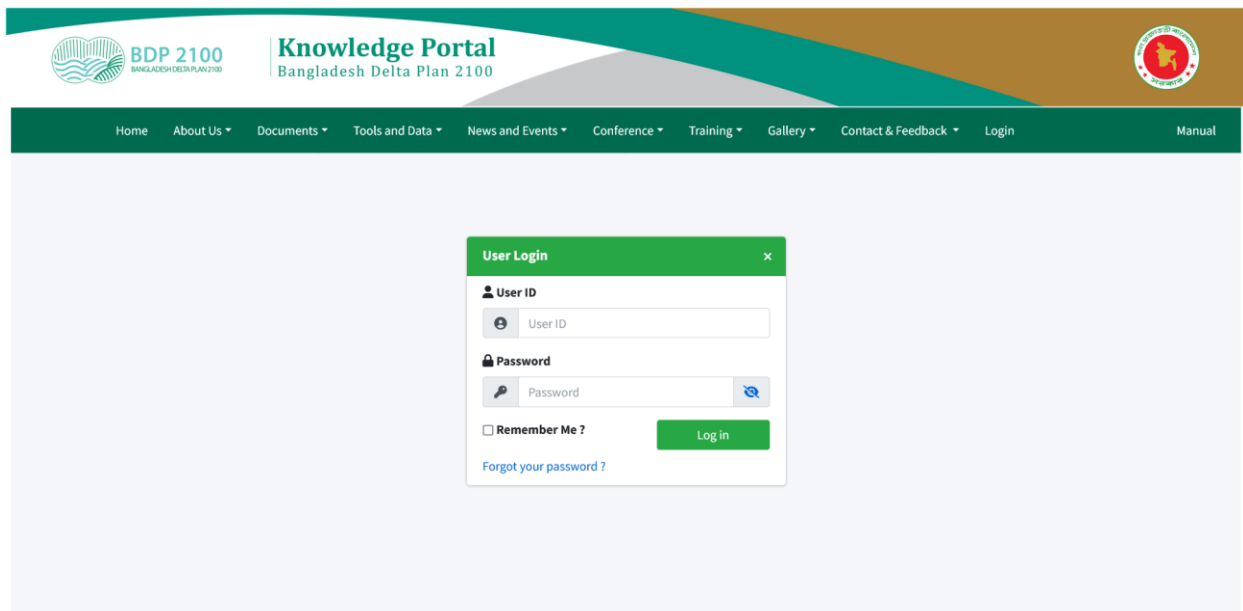 BDP 2100
BANGLADESH DELTA PLAN 2100
Knowledge Portal
Bangladesh Delta Plan 2100
Home About Us Documents Tools and Data News and Events Conference Training Gallery Contact & Feedback Login Manual
User Login ×
User ID
User ID
Password
Password
Remember Me ? Log in
Forgot your password ?